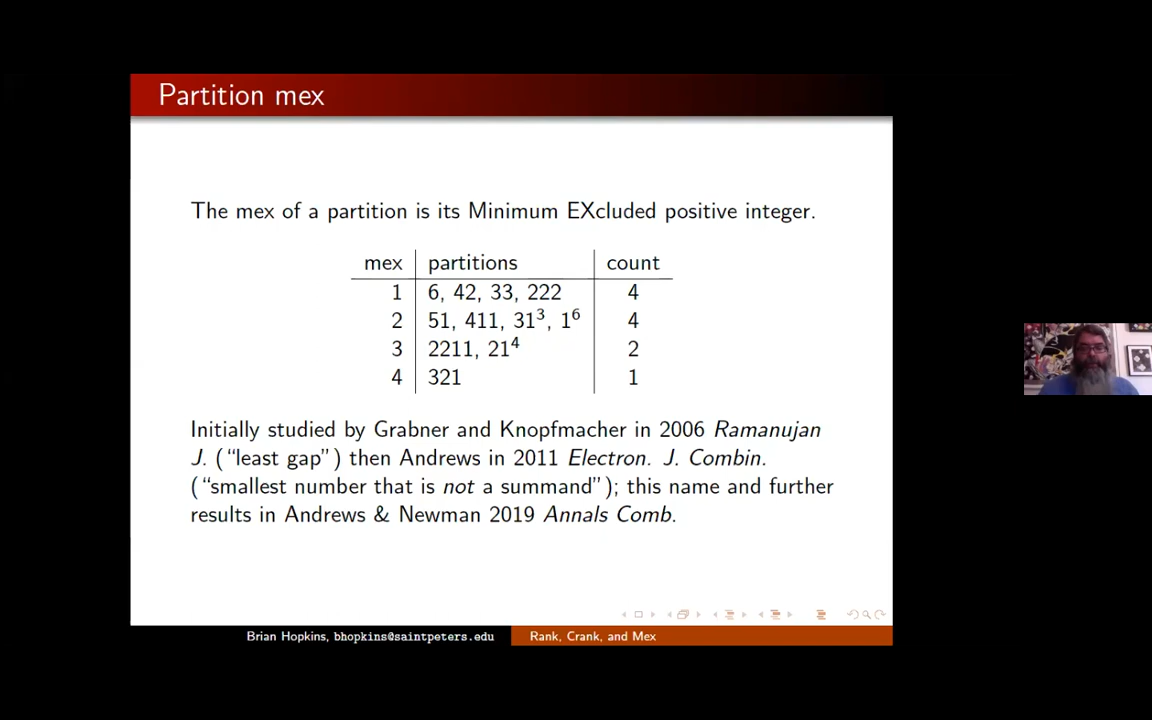 Partition mex
The mex of a partition is its Minimum EXcluded positive integer.
mex partitions count
1 6, 42, 33, 222 4
2 51, 411, 31³, 1⁶ 4
3 2211, 21⁴ 2
4 321 1
Initially studied by Grabner and Knopfmacher in 2006 Ramanujan
J. (“least gap”) then Andrews in 2011 Electron. J. Combin.
(“smallest number that is not a summand”); this name and further
results in Andrews & Newman 2019 Annals Comb.
Brian Hopkins, bhopkins@saintpeters.edu Rank, Crank, and Mex